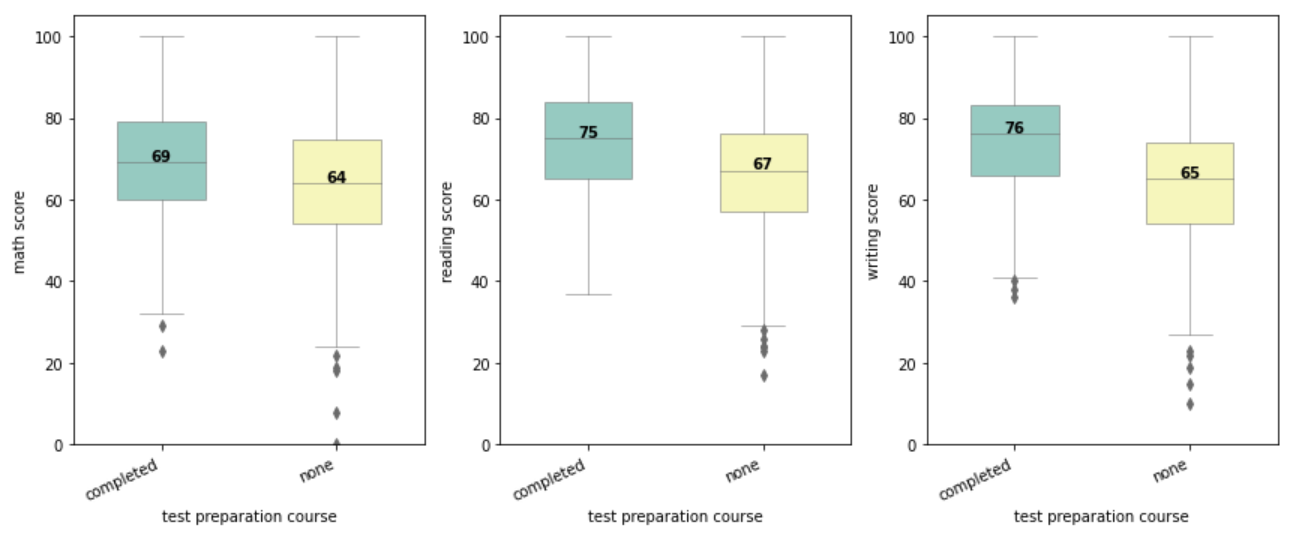 math score
100
80
60
40
20
0
69
64
completed
none
test preparation course
reading score
100
80
60
40
20
0
75
67
completed
none
test preparation course
writing score
100
80
60
40
20
0
76
65
completed
none
test preparation course